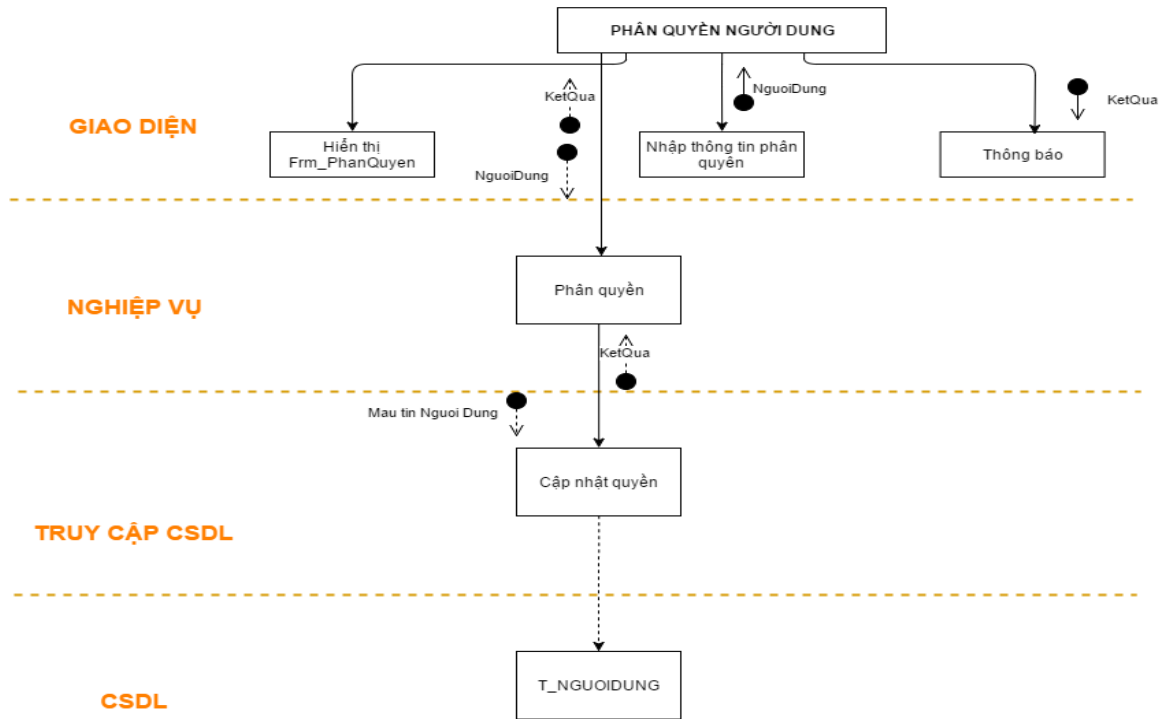 PHÂN QUYỀN NGƯỜI DUNG
KetQua
NguoiDung
KetQua
GIAO DIỆN
Hiển thị
Frm_PhanQuyen
Nhập thông tin phân
quyên
Thông báo
NguoiDung
Phân quyền
NGHIỆP VỤ
KetQua
Mau tin Nguoi Dung
Cập nhật quyền
TRUY CẬP CSDL
T_NGUOIDUNG
CSDL